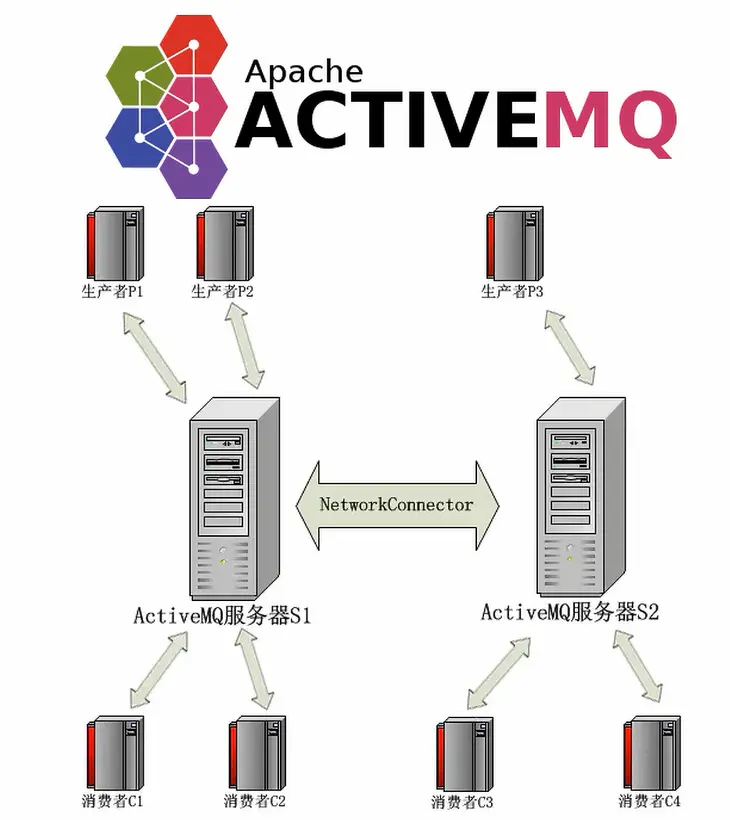 Apache
ACTIVEMQ
生产者P1
生产者P2
生产者P3
NetworkConnector
ActiveMQ服务器S1
ActiveMQ服务器S2
消费者C1
消费者C2
消费者C3
消费者C4